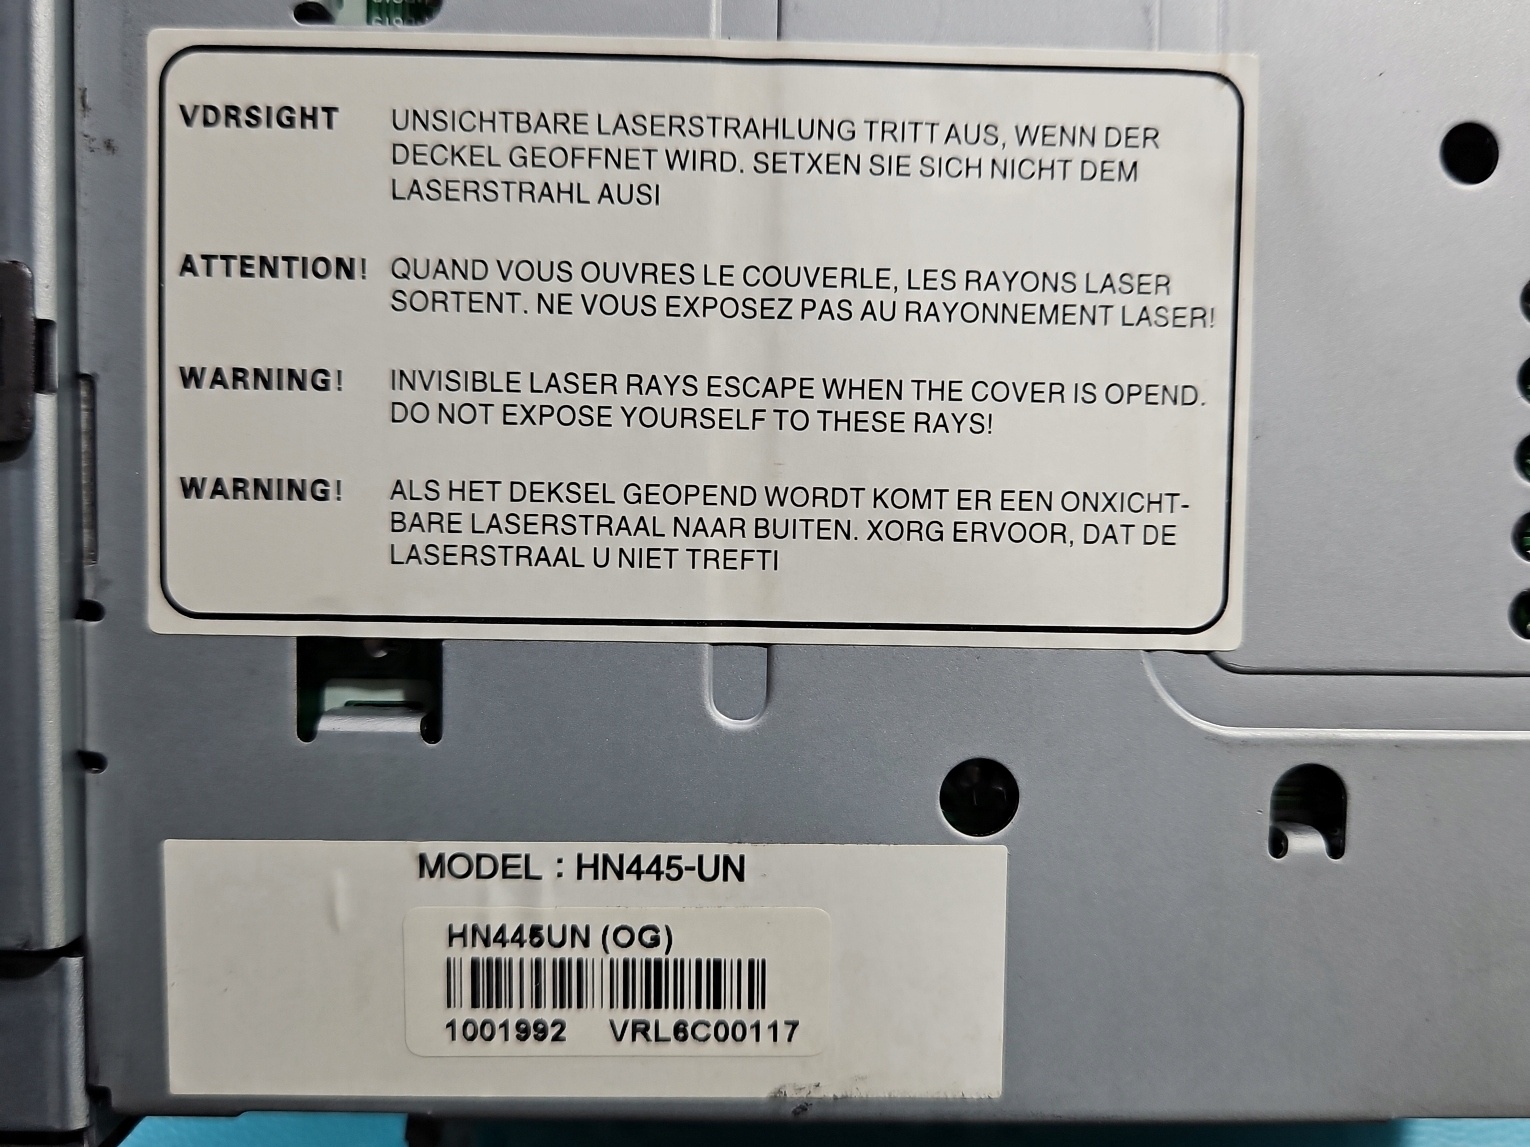 VDRSIGHT UNSICHTBARE LASERSTRAHLUNG TRITT AUS, WENN DER
DECKEL GEOFFNET WIRD. SETXEN SIE SICH NICHT DEM
LASERSTRAHL AUSI
ATTENTION! QUAND VOUS OUVRES LE COUVERLE, LES RAYONS LASER
SORTENT. NE VOUS EXPOSEZ PAS AU RAYONNEMENT LASER!
WARNING! INVISIBLE LASER RAYS ESCAPE WHEN THE COVER IS OPEND.
DO NOT EXPOSE YOURSELF TO THESE RAYS!
WARNING! ALS HET DEKSEL GEOPEND WORDT KOMT ER EEN ONXICHT-
BARE LASERSTRAAL NAAR BUITEN. XORG ERVOOR, DAT DE
LASERSTRAAL U NIET TREFTI
MODEL : HN445-UN
HN445UN (OG)
1001992 VRL6C00117